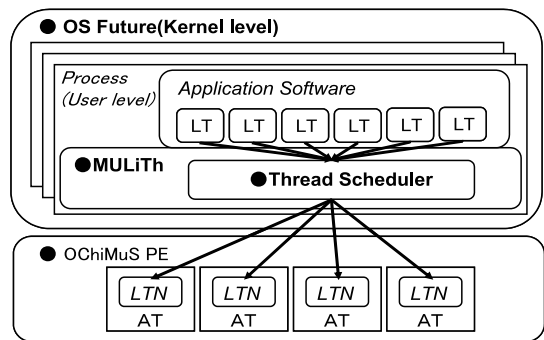 ● OS Future(Kernel level)
Process
(User level)
Application Software
LT LT LT LT LT LT
●MULiTh
●Thread Scheduler
● OChiMuS PE
LTN LTN LTN LTN
AT AT AT AT